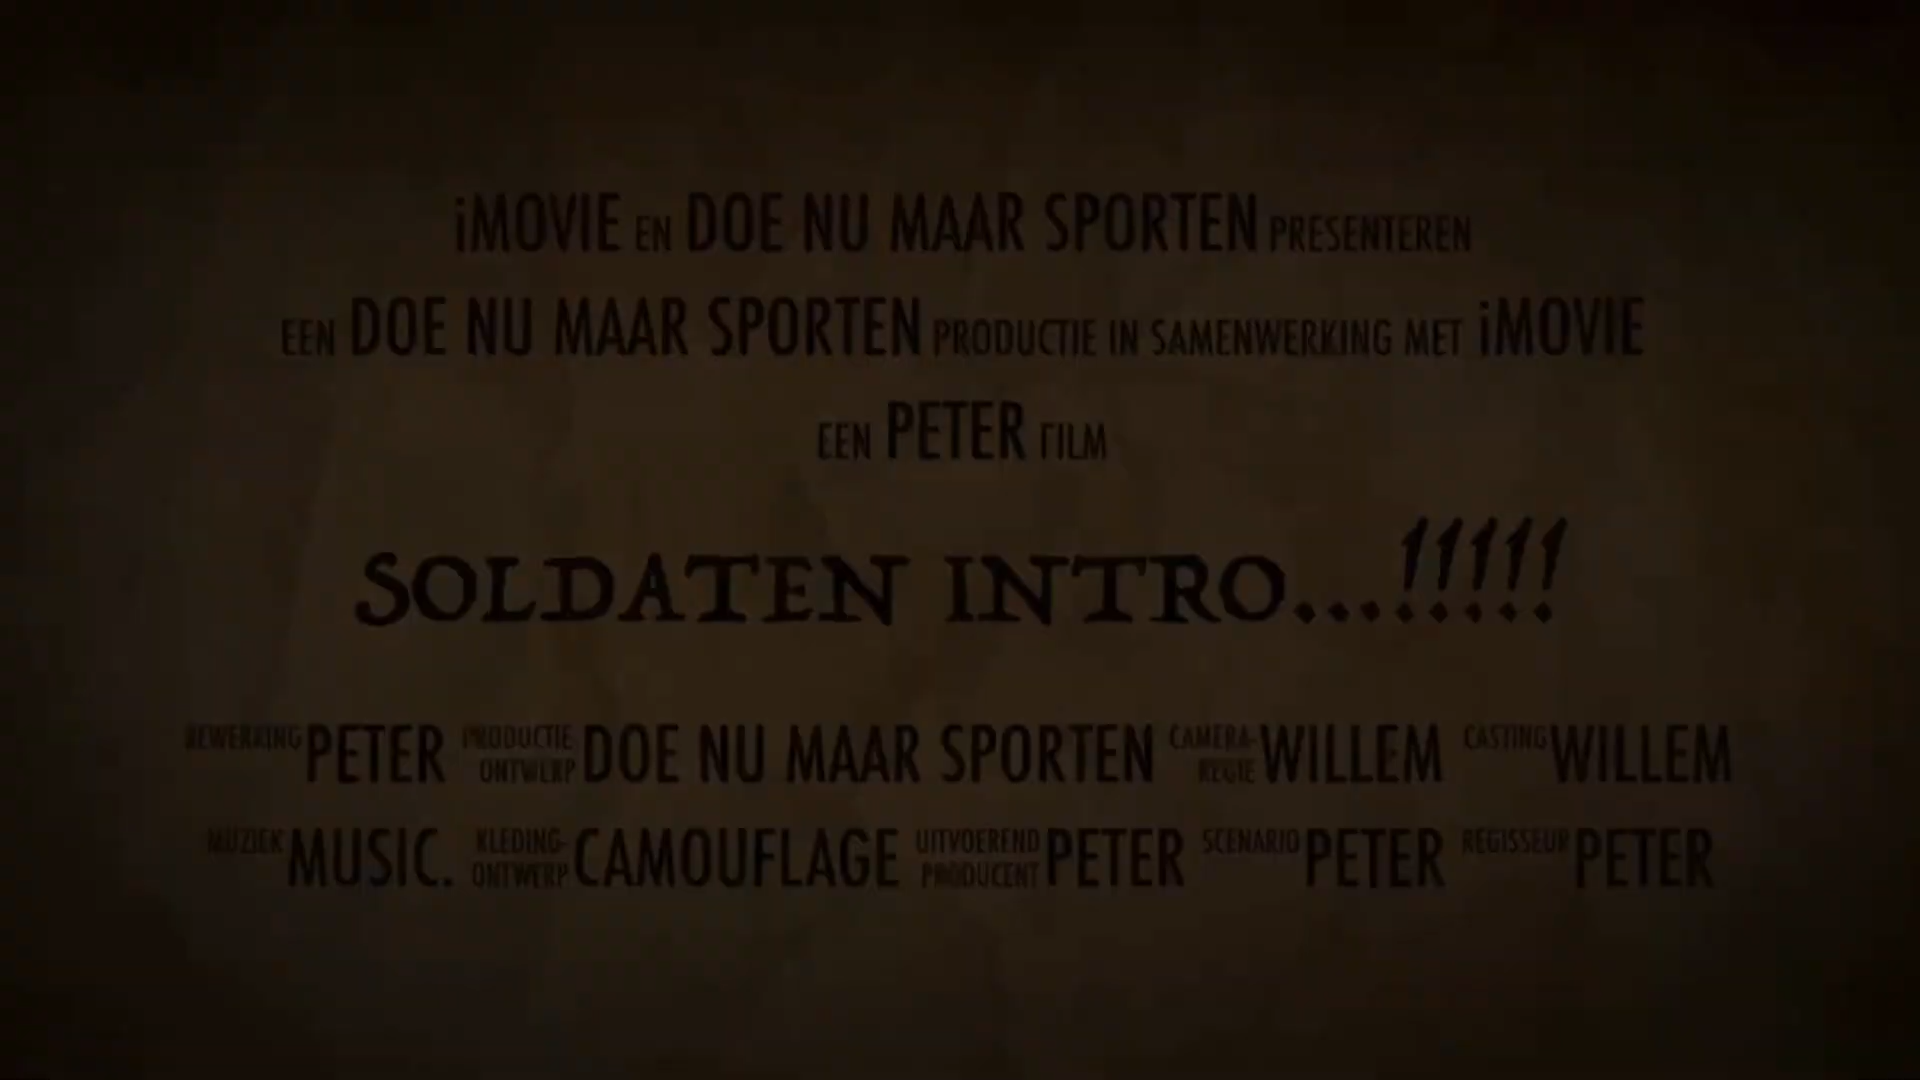 iMOVIE EN DOE NU MAAR SPORTEN PRESENTEREN
EEN DOE NU MAAR SPORTEN PRODUCTIE IN SAMENWERKING MET iMOVIE
EEN PETER FILM
SOLDATEN INTRO...!!!!!
BEWERKING PETER PRODUCTIE ONTWERP DOE NU MAAR SPORTEN CAMERA-REGIE WILLEM CASTING WILLEM
MUZIEK MUSIC. KLEDING-ONTWERP CAMOUFLAGE UITVOEREND PRODUCENT PETER SCENARIO PETER REGISSEUR PETER